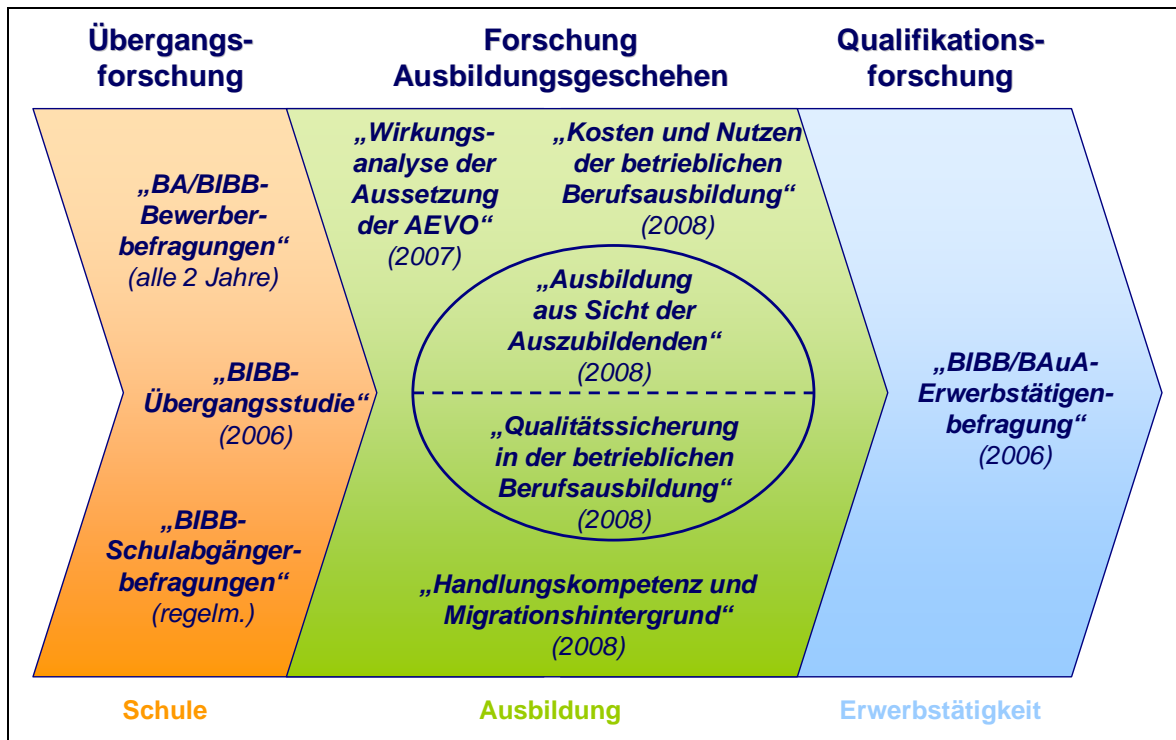 Übergangs-
forschung
Forschung
Ausbildungsgeschehen
Qualifikations-
forschung
„BA/BIBB-
Bewerber-
befragungen“
(alle 2 Jahre)
„BIBB-
Übergangsstudie“
(2006)
„BIBB-
Schulabgänger-
befragungen“
(regelm.)
„Wirkungs-
analyse der
Aussetzung
der AEVO“
(2007)
„Kosten und Nutzen
der betrieblichen
Berufsausbildung“
(2008)
„Ausbildung
aus Sicht der
Auszubildenden“
(2008)
„Qualitätssicherung
in der betrieblichen
Berufsausbildung“
(2008)
„Handlungskompetenz und
Migrationshintergrund“
(2008)
„BIBB/BAuA-
Erwerbstätigen-
befragung“
(2006)
Schule
Ausbildung
Erwerbstätigkeit